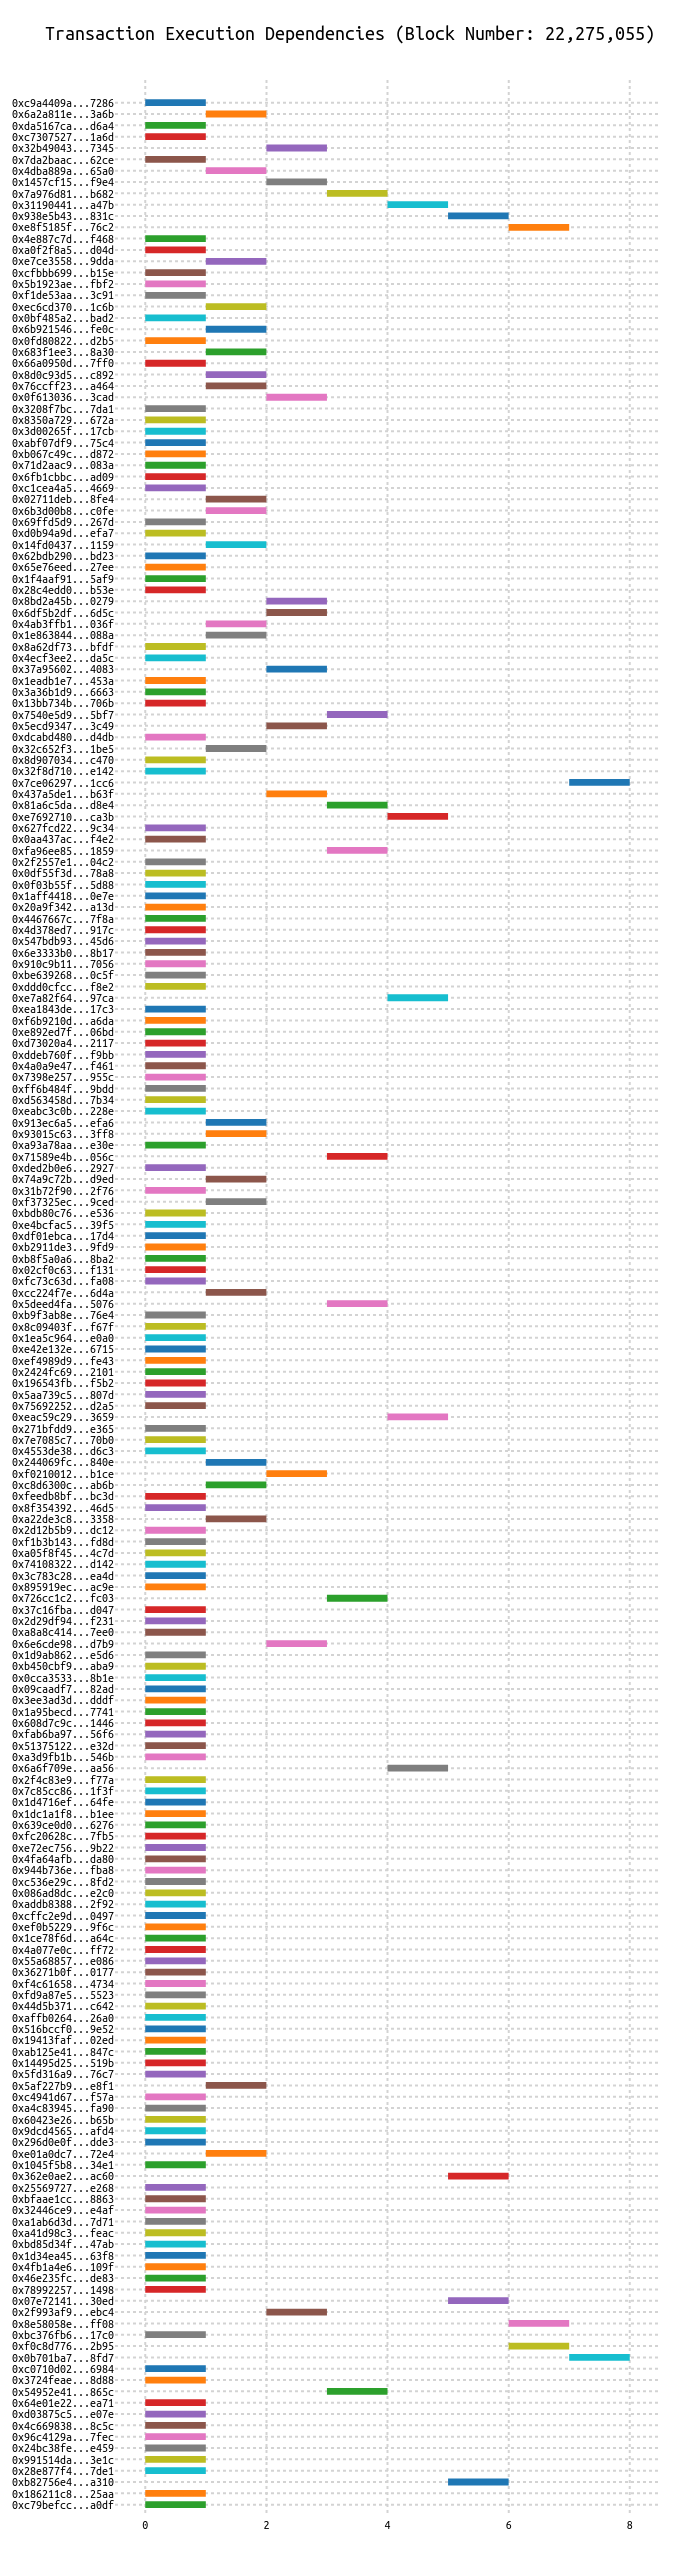 Transaction Execution Dependencies (Block Number: 22,275,055)
0xc9a4409a...7286
0x6a2a811e...3a6b
0xda5167ca...d6a4
0xc7307527...1a6d
0x32b49043...7345
0x7da2baac...62ce
0x4dba889a...65a0
0x1457cf15...f9e4
0x7a976d81...b682
0x31190441...a47b
0x938e5b43...831c
0xe8f5185f...76c2
0x4e887c7d...f468
0xa0f2f8a5...d04d
0xe7ce3558...9dda
0xcfbbb699...b15e
0x5b1923ae...fbf2
0xf1de53aa...3c91
0xec6cd370...1c6b
0x0bf485a2...bad2
0x6b921546...fe0c
0x0fd80822...d2b5
0x683f1ee3...8a30
0x66a0950d...7ff0
0x8d0c93d5...c892
0x76ccff23...a464
0x0f613036...3cad
0x3208f7bc...7da1
0x8350a729...672a
0x3d00265f...17cb
0xabf07df9...75c4
0xb067c49c...d872
0x71d2aac9...083a
0x6fb1cbbc...ad09
0xc1cea4a5...4669
0x02711deb...8fe4
0x6b3d00b8...c0fe
0x69ffd5d9...267d
0xd0b94a9d...efa7
0x14fd0437...1159
0x62bdb290...bd23
0x65e76eed...27ee
0x1f4aaf91...5af9
0x28c4edd0...b53e
0x8bd2a45b...0279
0x6df5b2df...6d5c
0x4ab3ffb1...036f
0x1e863844...088a
0x8a62df73...bfdf
0x4ecf3ee2...da5c
0x37a95602...4083
0x1eadb1e7...453a
0x3a36b1d9...6663
0x13bb734b...706b
0x7540e5d9...5bf7
0x5ecd9347...3c49
0xdcabd480...d4db
0x32c652f3...1be5
0x8d907034...c470
0x32f8d710...e142
0x7ce06297...1cc6
0x437a5de1...b63f
0x81a6c5da...d8e4
0xe7692710...ca3b
0x627fcd22...9c34
0x0aa437ac...f4e2
0xfa96ee85...1859
0x2f2557e1...04c2
0x0df55f3d...78a8
0x0f03b55f...5d88
0x1aff4418...0e7e
0x20a9f342...a13d
0x4467667c...7f8a
0x4d378ed7...917c
0x547bdb93...45d6
0x6e3333b0...8b17
0x910c9b11...7056
0xbe639268...0c5f
0xddd0cfcc...f8e2
0xe7a82f64...97ca
0xea1843de...17c3
0xf6b9210d...a6da
0xe892ed7f...06bd
0xd73020a4...2117
0xddeb760f...f9bb
0x4a0a9e47...f461
0x7398e257...955c
0xff6b484f...9bdd
0xd563458d...7b34
0xeabc3c0b...228e
0x913ec6a5...efa6
0x93015c63...3ff8
0xa93a78aa...e30e
0x71589e4b...056c
0xded2b0e6...2927
0x74a9c72b...d9ed
0x31b72f90...2f76
0xf37325ec...9ced
0xbdb80c76...e536
0xe4bcfac5...39f5
0xdf01ebca...17d4
0xb2911de3...9fd9
0xb8f5a0a6...8ba2
0x02cf0c63...f131
0xfc73c63d...fa08
0xcc224f7e...6d4a
0x5deed4fa...5076
0xb9f3ab8e...76e4
0x8c09403f...f67f
0x1ea5c964...e0a0
0xe42e132e...6715
0xef4989d9...fe43
0x2424fc69...2101
0x196543fb...f5b2
0x5aa739c5...807d
0x75692252...d2a5
0xeac59c29...3659
0x271bfdd9...e365
0x7e7085c7...70b0
0x4553de38...d6c3
0x244069fc...840e
0xf0210012...b1ce
0xc8d6300c...ab6b
0xfeedb8bf...bc3d
0x8f354392...46d5
0xa22de3c8...3358
0x2d12b5b9...dc12
0xf1b3b143...fd8d
0xa05f8f45...4c7d
0x74108322...d142
0x3c783c28...ea4d
0x895919ec...ac9e
0x726cc1c2...fc03
0x37c16fba...d047
0x2d29df94...f231
0xa8a8c414...7ee0
0x6e6cde98...d7b9
0x1d9ab862...e5d6
0xb450cbf9...aba9
0x0cca3533...8b1e
0x09caadf7...82ad
0x3ee3ad3d...dddf
0x1a95becd...7741
0x608d7c9c...1446
0xfab6ba97...56f6
0x51375122...e32d
0xa3d9fb1b...546b
0x6a6f709e...aa56
0x2f4c83e9...f77a
0x7c85cc86...1f3f
0x1d4716ef...64fe
0x1dc1a1f8...b1ee
0x639ce0d0...6276
0xfc20628c...7fb5
0xe72ec756...9b22
0x4fa64afb...da80
0x944b736e...fba8
0xc536e29c...8fd2
0x086ad8dc...e2c0
0xaddb8388...2f92
0xcffc2e9d...0497
0xef0b5229...9f6c
0x1ce78f6d...a64c
0x4a077e0c...ff72
0x55a68857...e086
0x36271b0f...0177
0xf4c61658...4734
0xfd9a87e5...5523
0x44d5b371...c642
0xaffb0264...26a0
0x516bccf0...9e52
0x19413faf...02ed
0xab125e41...847c
0x14495d25...519b
0x5fd316a9...76c7
0x5af227b9...e8f1
0xc4941d67...f57a
0xa4c83945...fa90
0x60423e26...b65b
0x9dcd4565...afd4
0x296d0e0f...dde3
0xe01a0dc7...72e4
0x1045f5b8...34e1
0x362e0ae2...ac60
0x25569727...e268
0xbfaae1cc...8863
0x32446ce9...e4af
0xa1ab6d3d...7d71
0xa41d98c3...feac
0xbd85d34f...47ab
0x1d34ea45...63f8
0x4fb1a4e6...109f
0x46e235fc...de83
0x78992257...1498
0x07e72141...30ed
0x2f993af9...ebc4
0x8e58058e...ff08
0xbc376fb6...17c0
0xf0c8d776...2b95
0x0b701ba7...8fd7
0xc0710d02...6984
0x3724feae...8d88
0x54952e41...865c
0x64e01e22...ea71
0xd03875c5...e07e
0x4c669838...8c5c
0x96c4129a...7fec
0x24bc38fe...e459
0x991514da...3e1c
0x28e877f4...7de1
0xb82756e4...a310
0x186211c8...25aa
0xc79befcc...a0df
0 2 4 6 8